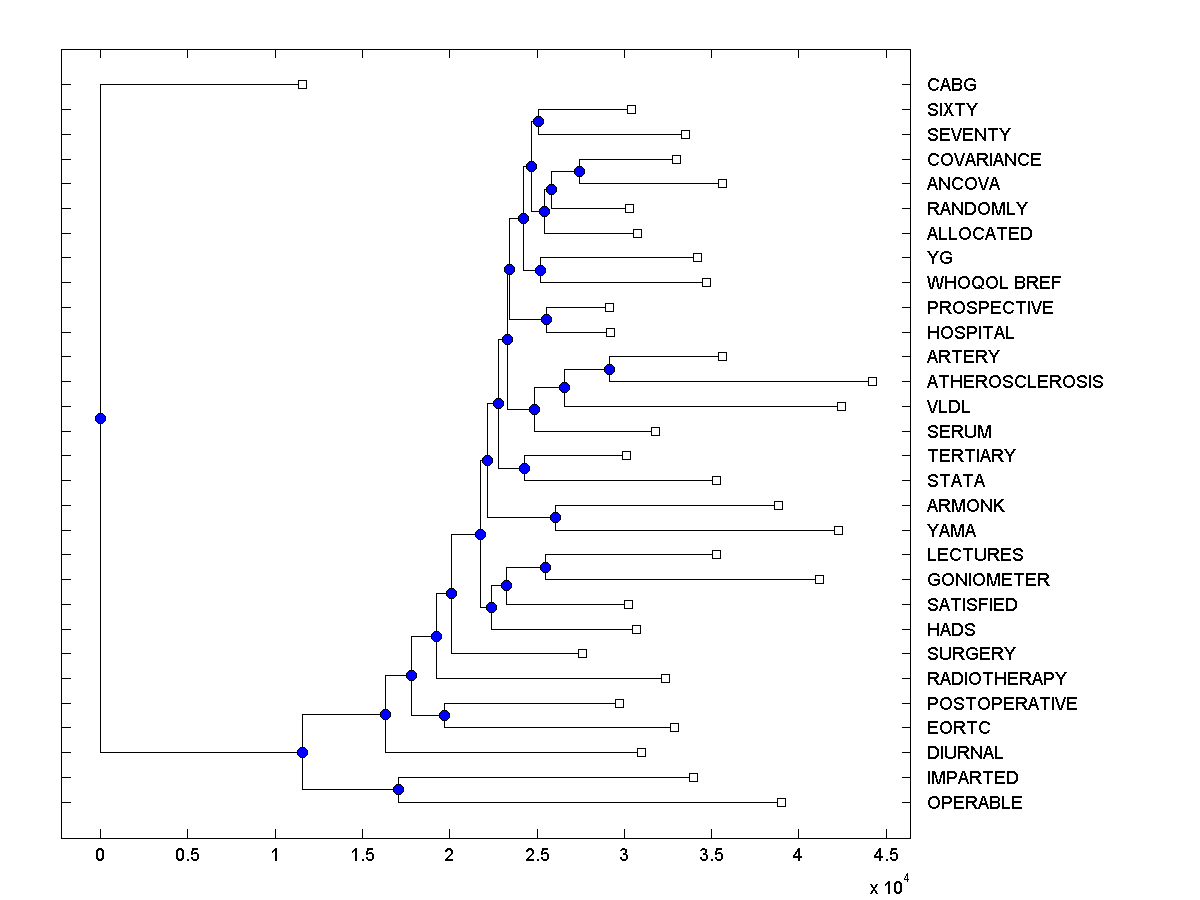 CABG
SIXTY
SEVENTY
COVARIANCE
ANCOVA
RANDOMLY
ALLOCATED
YG
WHOQOL BREF
PROSPECTIVE
HOSPITAL
ARTERY
ATHEROSCLEROSIS
VLDL
SERUM
TERTIARY
STATA
ARMONK
YAMA
LECTURES
GONIOMETER
SATISFIED
HADS
SURGERY
RADIOTHERAPY
POSTOPERATIVE
EORTC
DIURNAL
IMPARTED
OPERABLE
0 0.5 1 1.5 2 2.5 3 3.5 4 4.5
x 10^4